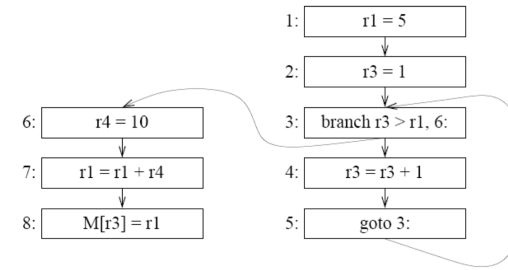 1: r1 = 5
2: r3 = 1
3: branch r3 > r1, 6:
4: r3 = r3 + 1
5: goto 3:
6: r4 = 10
7: r1 = r1 + r4
8: M[r3] = r1